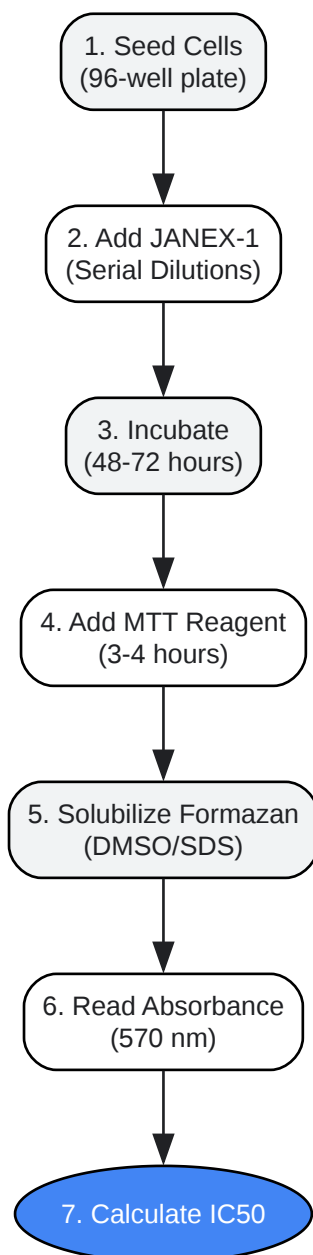 1. Seed Cells
(96-well plate)
2. Add JANEX-1
(Serial Dilutions)
3. Incubate
(48-72 hours)
4. Add MTT Reagent
(3-4 hours)
5. Solubilize Formazan
(DMSO/SDS)
6. Read Absorbance
(570 nm)
7. Calculate IC50